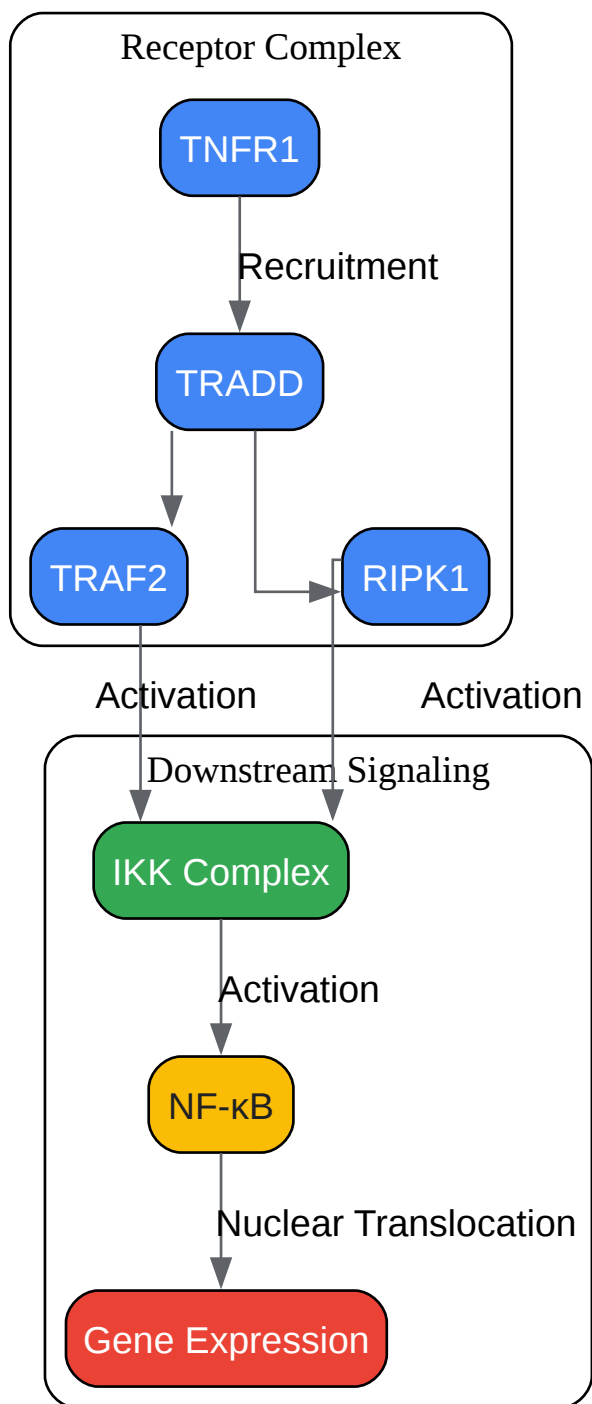 Receptor Complex
TNFR1
Recruitment
TRADD
TRAF2
RIPK1
Activation
Activation
Downstream Signaling
IKK Complex
Activation
NF-κB
Nuclear Translocation
Gene Expression